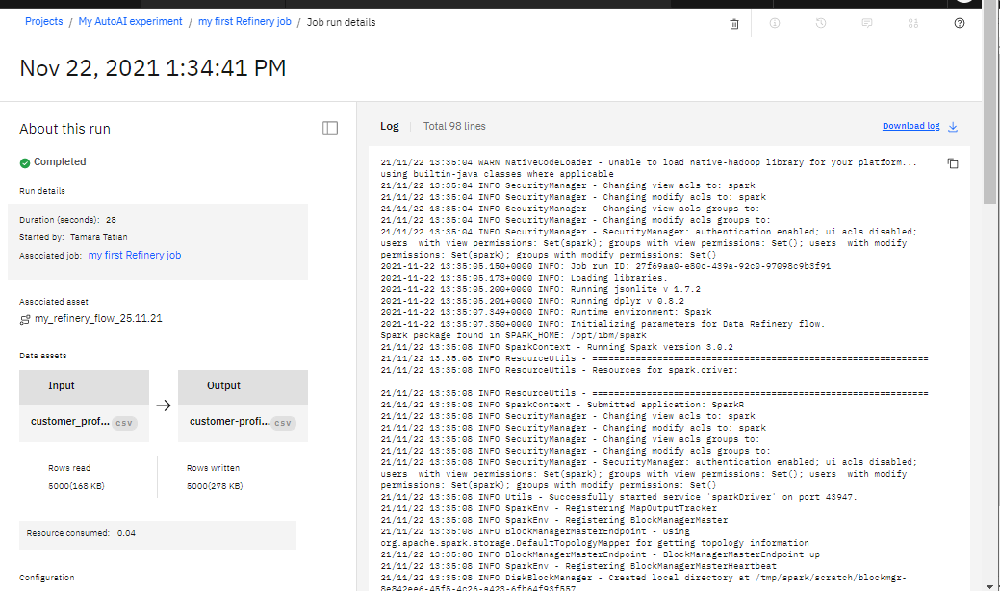 Projects / My AutoAI experiment / my first Refinery job / Job run details
Nov 22, 2021 1:34:41 PM
About this run
Completed
Run details
Duration (seconds): 28
Started by: Tamara Tatian
Associated job: my first Refinery job
Associated asset
my_refinery_flow_25.11.21
Data assets
Input
Output
customer_prof... CSV
customer-profi... CSV
Rows read
Rows written
5000(168 KB)
5000(278 KB)
Resource consumed: 0.04
Configuration
Log Total 98 lines
Download log
21/11/22 13:35:04 WARN NativeCodeLoader - Unable to load native-hadoop library for your platform...
using builtin-java classes where applicable
21/11/22 13:35:04 INFO SecurityManager - Changing view acls to: spark
21/11/22 13:35:04 INFO SecurityManager - Changing modify acls to: spark
21/11/22 13:35:04 INFO SecurityManager - Changing view acls groups to:
21/11/22 13:35:04 INFO SecurityManager - Changing modify acls groups to:
21/11/22 13:35:04 INFO SecurityManager - SecurityManager: authentication enabled; ui acls disabled;
users with view permissions: Set(spark); groups with view permissions: Set(); users with modify
permissions: Set(spark); groups with modify permissions: Set()
2021-11-22 13:35:05.150+0000 INFO: Job run ID: 27f69aa0-e80d-439a-92c0-97098c9b3f91
2021-11-22 13:35:05.173+0000 INFO: Loading libraries.
2021-11-22 13:35:05.200+0000 INFO: Running jsonlite v 1.7.2
2021-11-22 13:35:05.201+0000 INFO: Running dplyr v 0.8.2
2021-11-22 13:35:07.349+0000 INFO: Runtime environment: Spark
2021-11-22 13:35:07.350+0000 INFO: Initializing parameters for Data Refinery flow.
Spark package found in SPARK_HOME: /opt/ibm/spark
21/11/22 13:35:08 INFO SparkContext - Running Spark version 3.0.2
21/11/22 13:35:08 INFO ResourceUtils - ==============================================================
21/11/22 13:35:08 INFO ResourceUtils - Resources for spark.driver:
21/11/22 13:35:08 INFO ResourceUtils - ==============================================================
21/11/22 13:35:08 INFO SparkContext - Submitted application: SparkR
21/11/22 13:35:08 INFO SecurityManager - Changing view acls to: spark
21/11/22 13:35:08 INFO SecurityManager - Changing modify acls to: spark
21/11/22 13:35:08 INFO SecurityManager - Changing view acls groups to:
21/11/22 13:35:08 INFO SecurityManager - Changing modify acls groups to:
21/11/22 13:35:08 INFO SecurityManager - SecurityManager: authentication enabled; ui acls disabled;
users with view permissions: Set(spark); groups with view permissions: Set(); users with modify
permissions: Set(spark); groups with modify permissions: Set()
21/11/22 13:35:08 INFO Utils - Successfully started service 'sparkDriver' on port 43947.
21/11/22 13:35:08 INFO SparkEnv - Registering MapOutputTracker
21/11/22 13:35:08 INFO SparkEnv - Registering BlockManagerMaster
21/11/22 13:35:08 INFO BlockManagerMasterEndpoint - Using
org.apache.spark.storage.DefaultTopologyMapper for getting topology information
21/11/22 13:35:08 INFO BlockManagerMasterEndpoint - BlockManagerMasterEndpoint up
21/11/22 13:35:08 INFO SparkEnv - Registering BlockManagerMasterHeartbeat
21/11/22 13:35:08 INFO DiskBlockManager - Created local directory at /tmp/spark/scratch/blockmgr-